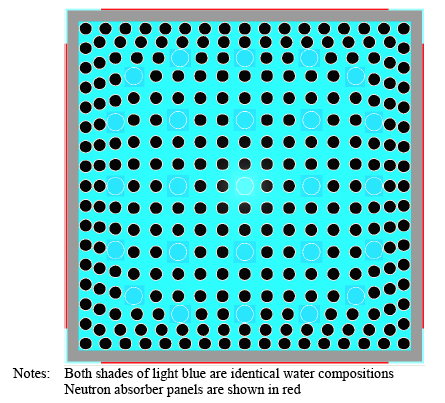 Notes: Both shades of light blue are identical water compositions
Neutron absorber panels are shown in red